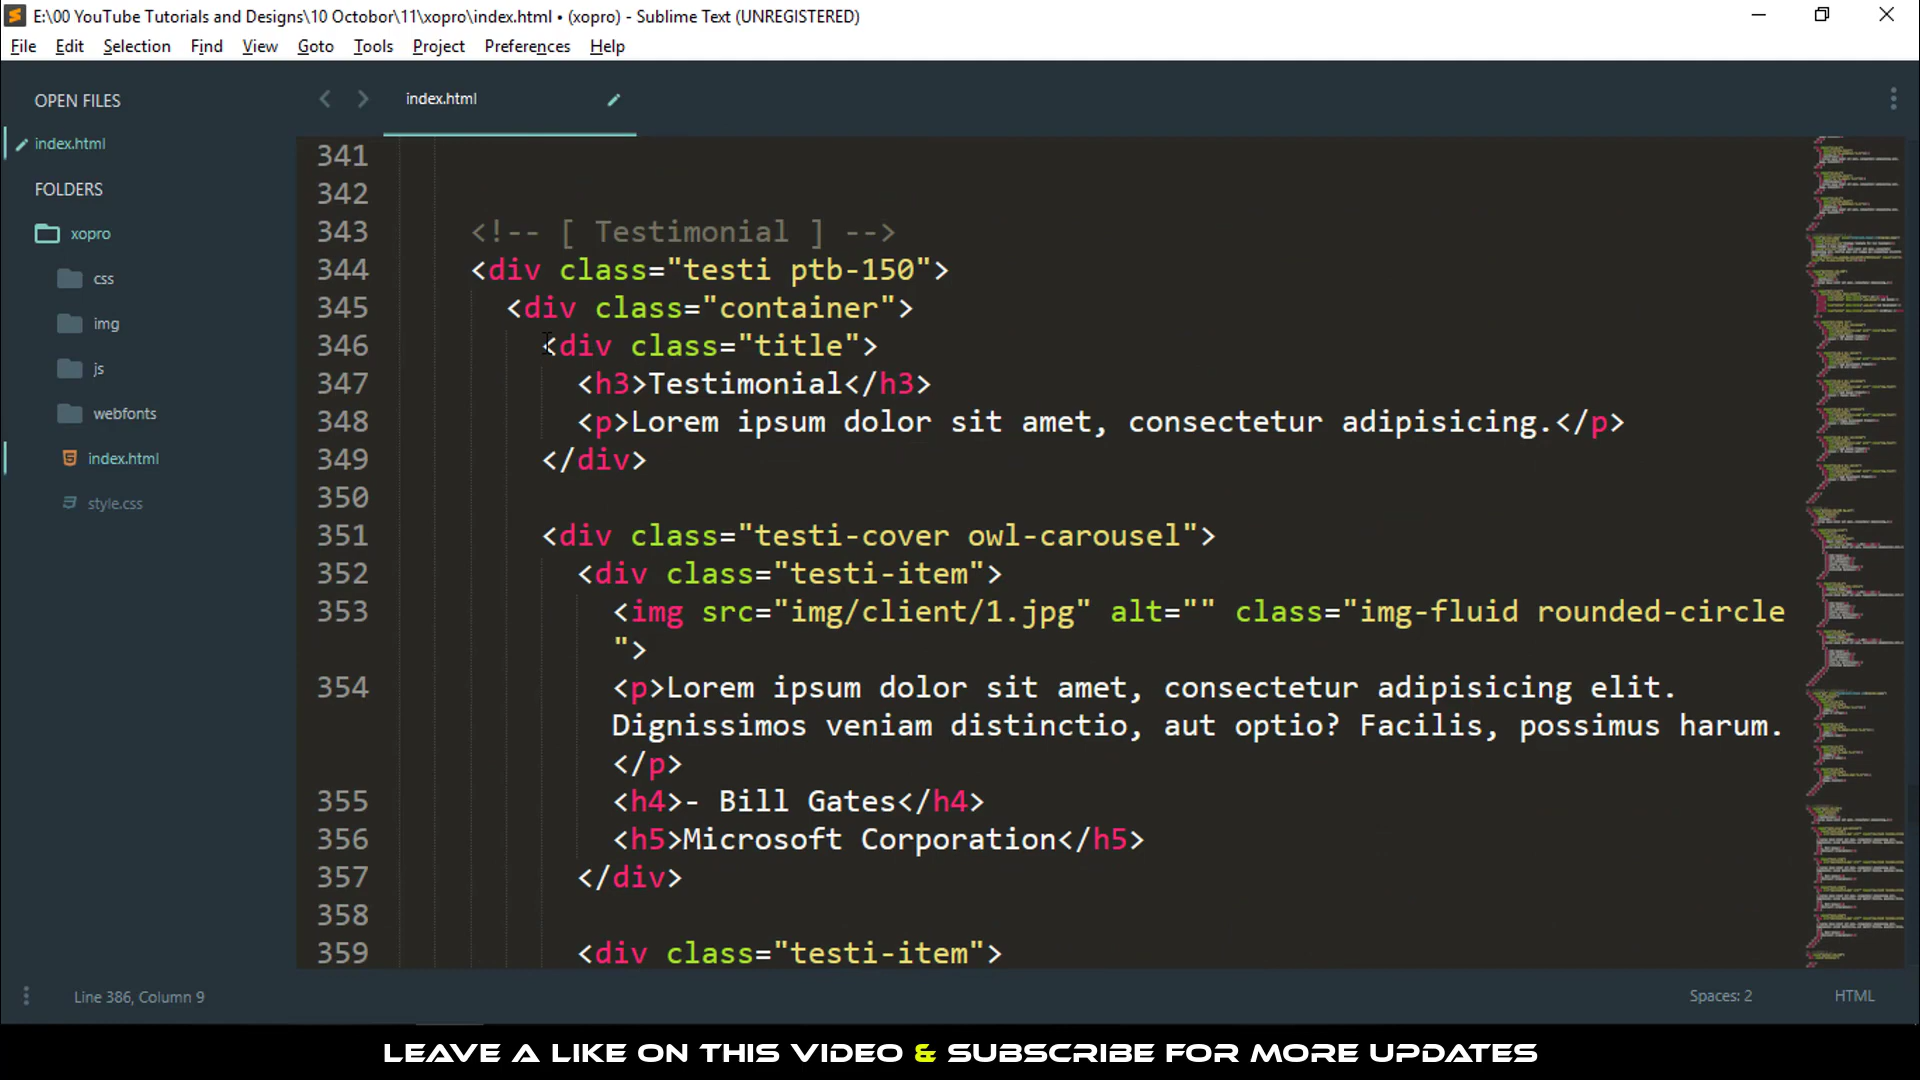 E:\00 YouTube Tutorials and Designs\10 Octobor\11\xopro\index.html • (xopro) - Sublime Text (UNREGISTERED)
File Edit Selection Find View Goto Tools Project Preferences Help
OPEN FILES
index.html
FOLDERS
xopro
css
img
js
webfonts
index.html
style.css
index.html
341
342
343 <!-- [ Testimonial ] -->
344 <div class="testi ptb-150">
345 <div class="container">
346 <div class="title">
347 <h3>Testimonial</h3>
348 <p>Lorem ipsum dolor sit amet, consectetur adipisicing.</p>
349 </div>
350
351 <div class="testi-cover owl-carousel">
352 <div class="testi-item">
353 <img src="img/client/1.jpg" alt="" class="img-fluid rounded-circle
">
354 <p>Lorem ipsum dolor sit amet, consectetur adipisicing elit.
Dignissimos veniam distinctio, aut optio? Facilis, possimus harum.
</p>
355 <h4>- Bill Gates</h4>
356 <h5>Microsoft Corporation</h5>
357 </div>
358
359 <div class="testi-item">
Line 386, Column 9
Spaces: 2 HTML
LEAVE A LIKE ON THIS VIDEO & SUBSCRIBE FOR MORE UPDATES